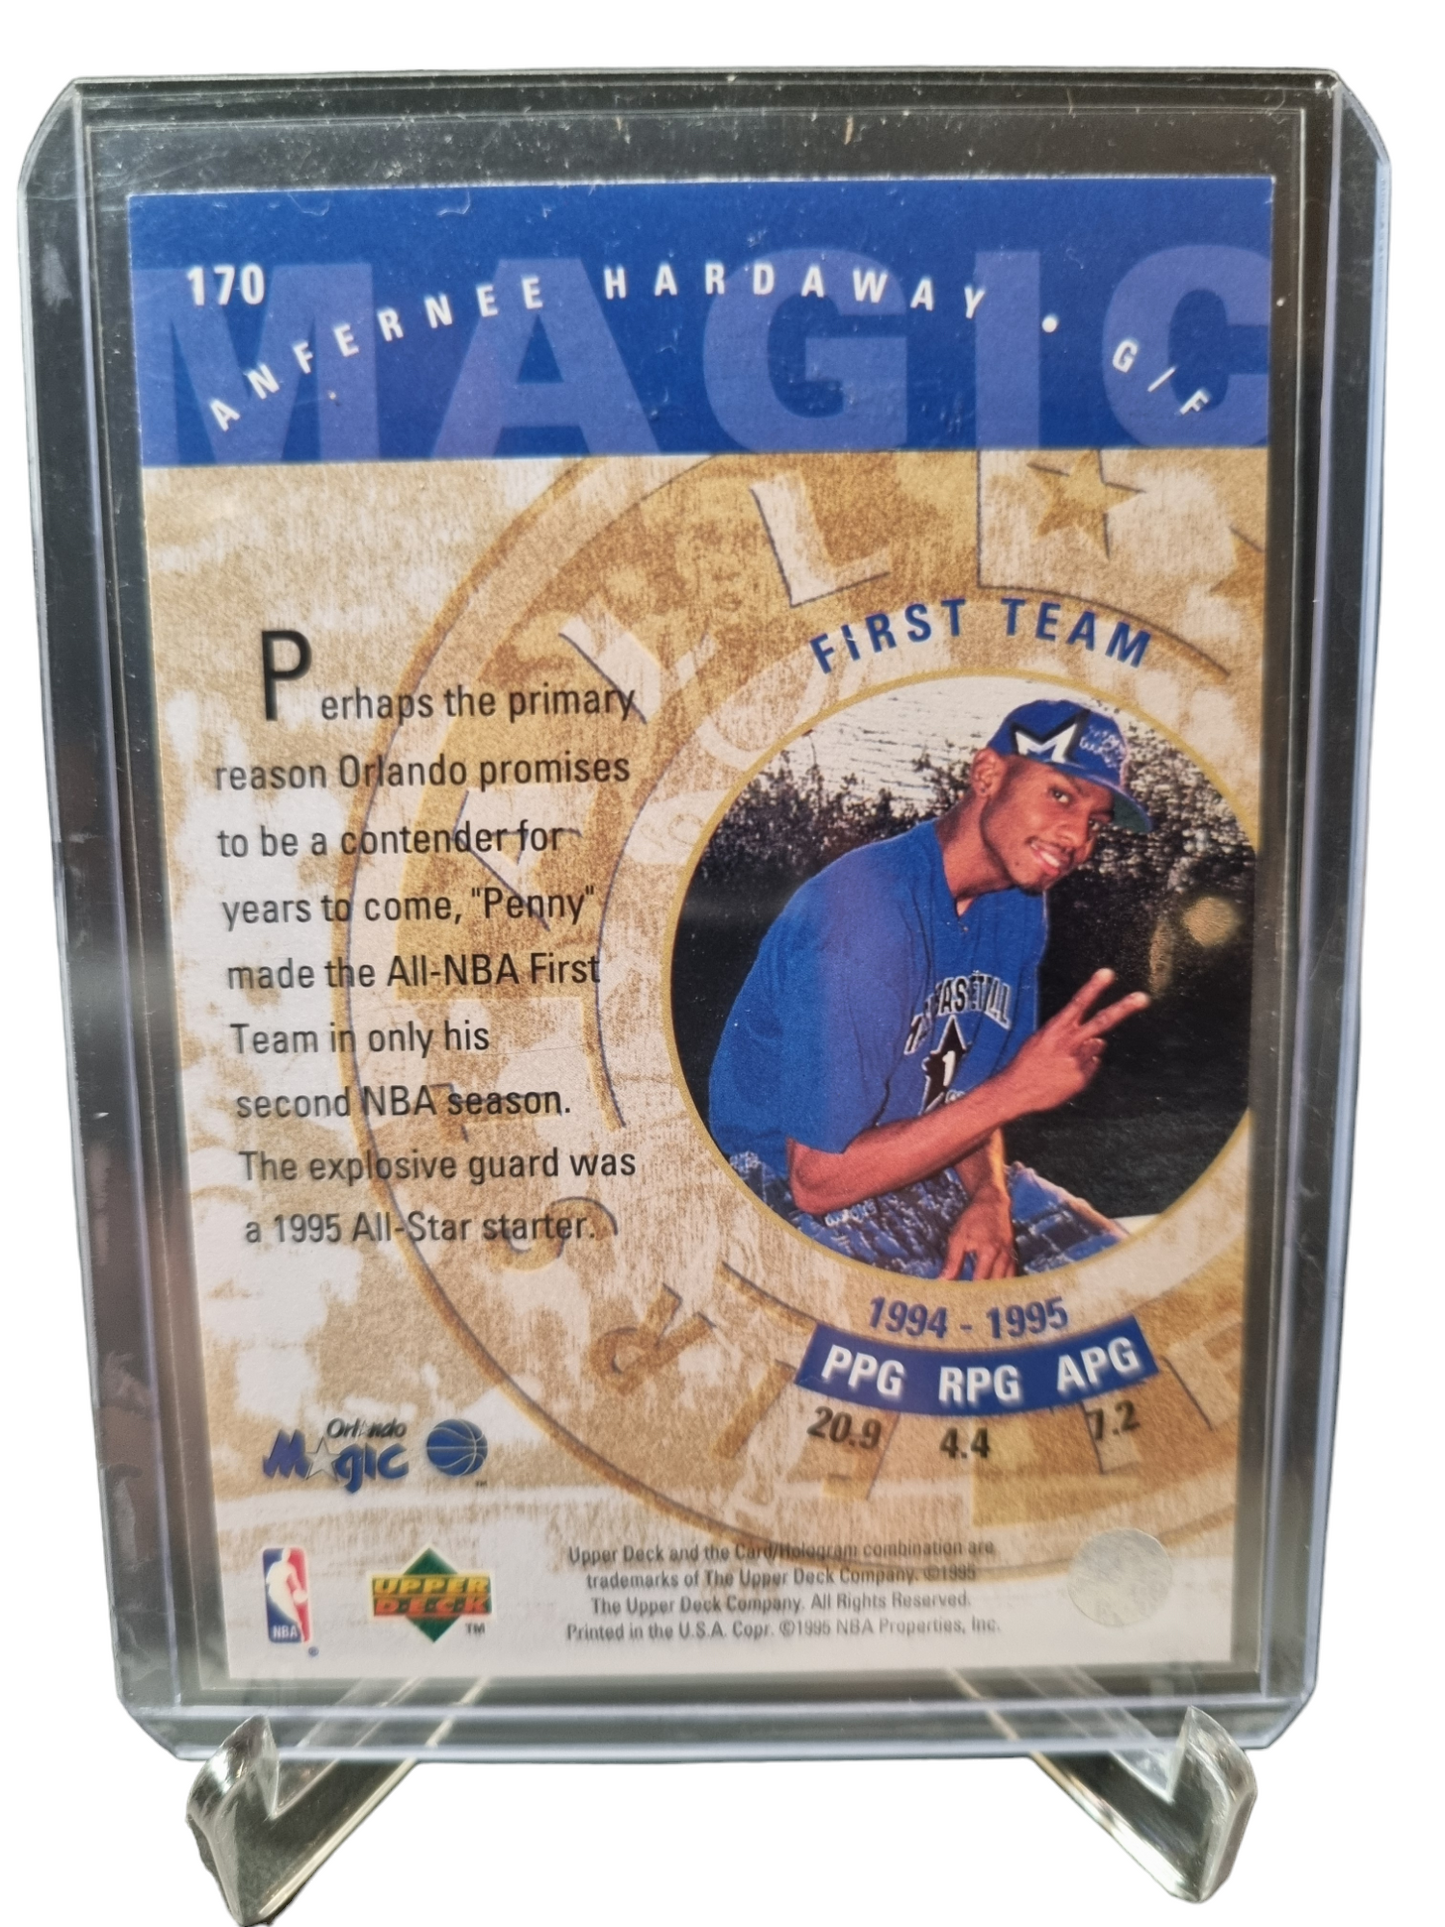 MAGIC
170
ANFERNEE HARDAWAY • G/F
FIRST TEAM
Perhaps the primary
reason Orlando promises
to be a contender for
years to come, "Penny"
made the All-NBA First
Team in only his
second NBA season.
The explosive guard was
a 1995 All-Star starter.
1
1994 - 1995
PPG RPG APG
20.9 4.4 7.2
Orlando
Magic
NBA
UPPER
DECK
TM
Upper Deck and the Card/Hologram combination are
trademarks of The Upper Deck Company. ©1995
The Upper Deck Company. All Rights Reserved.
Printed in the U.S.A. Copr. ©1995 NBA Properties, Inc.